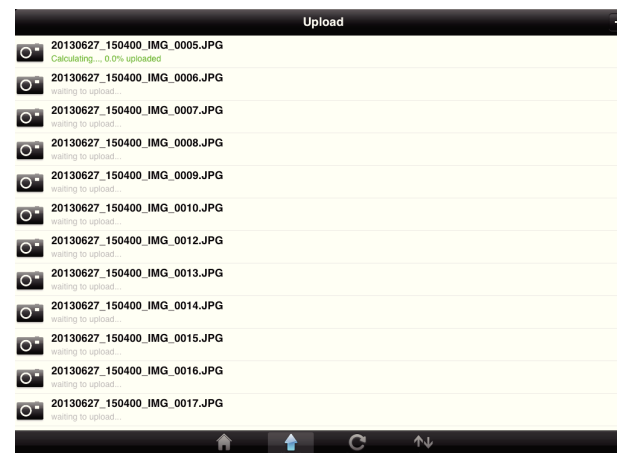 Upload
20130627_150400_IMG_0005.JPG
Calculating..., 0.0% uploaded
20130627_150400_IMG_0006.JPG
waiting to upload...
20130627_150400_IMG_0007.JPG
waiting to upload...
20130627_150400_IMG_0008.JPG
waiting to upload...
20130627_150400_IMG_0009.JPG
waiting to upload...
20130627_150400_IMG_0010.JPG
waiting to upload...
20130627_150400_IMG_0012.JPG
waiting to upload...
20130627_150400_IMG_0013.JPG
waiting to upload...
20130627_150400_IMG_0014.JPG
waiting to upload...
20130627_150400_IMG_0015.JPG
waiting to upload...
20130627_150400_IMG_0016.JPG
waiting to upload...
20130627_150400_IMG_0017.JPG
waiting to upload...